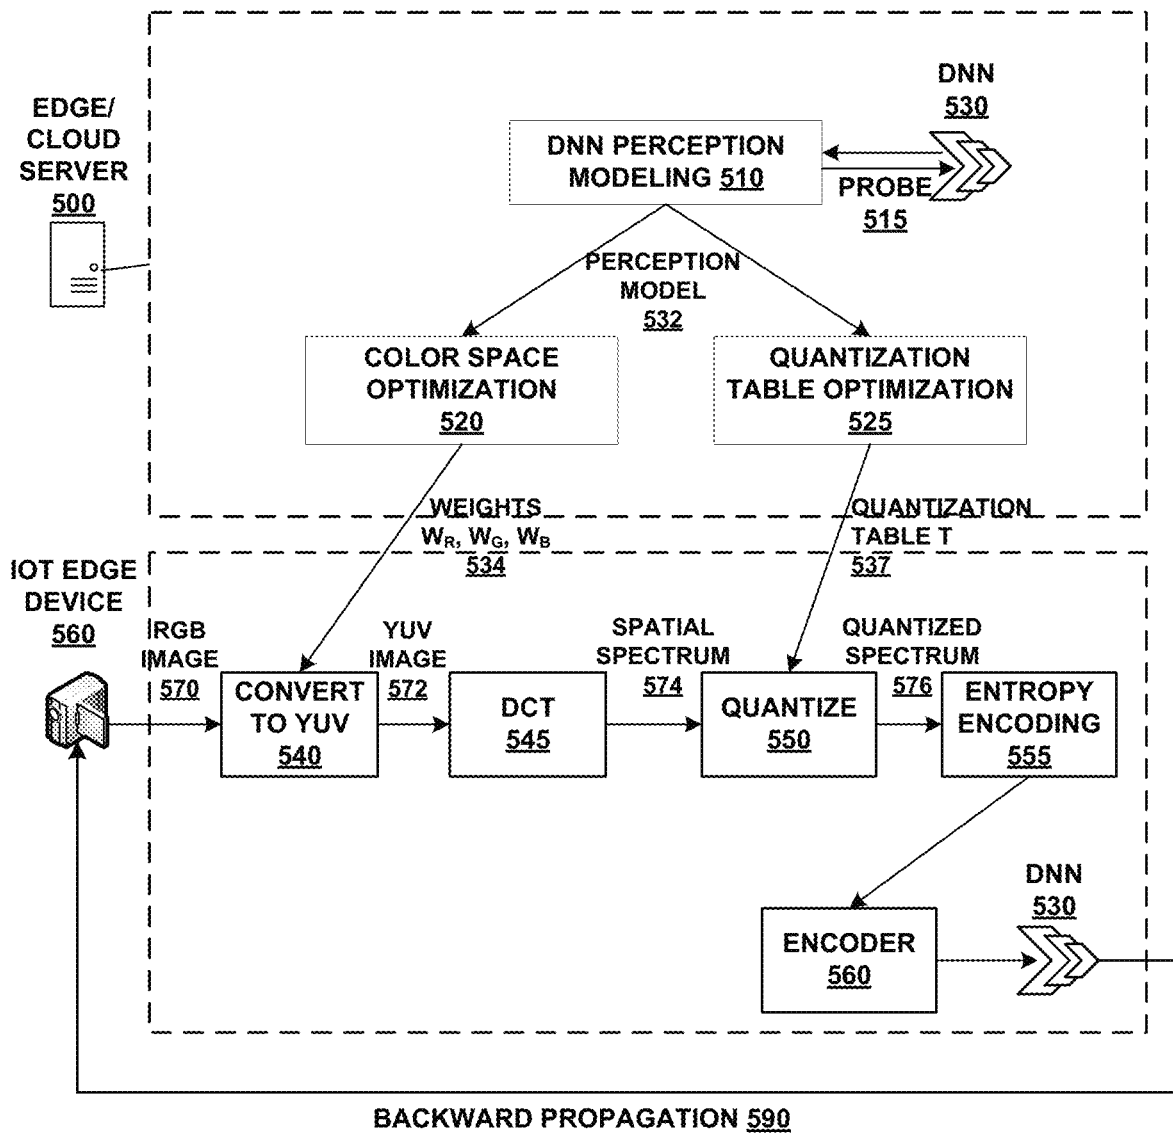 EDGE/
CLOUD
SERVER
500
DNN
530
DNN PERCEPTION
MODELING 510
PROBE
515
PERCEPTION
MODEL
532
COLOR SPACE
OPTIMIZATION
520
QUANTIZATION
TABLE OPTIMIZATION
525
WEIGHTS
WR, WG, WB
534
QUANTIZATION
TABLE T
537
IOT EDGE
DEVICE
560
RGB
IMAGE
570
CONVERT
TO YUV
540
YUV
IMAGE
572
DCT
545
SPATIAL
SPECTRUM
574
QUANTIZE
550
QUANTIZED
SPECTRUM
576
ENTROPY
ENCODING
555
ENCODER
560
DNN
530
BACKWARD PROPAGATION 590